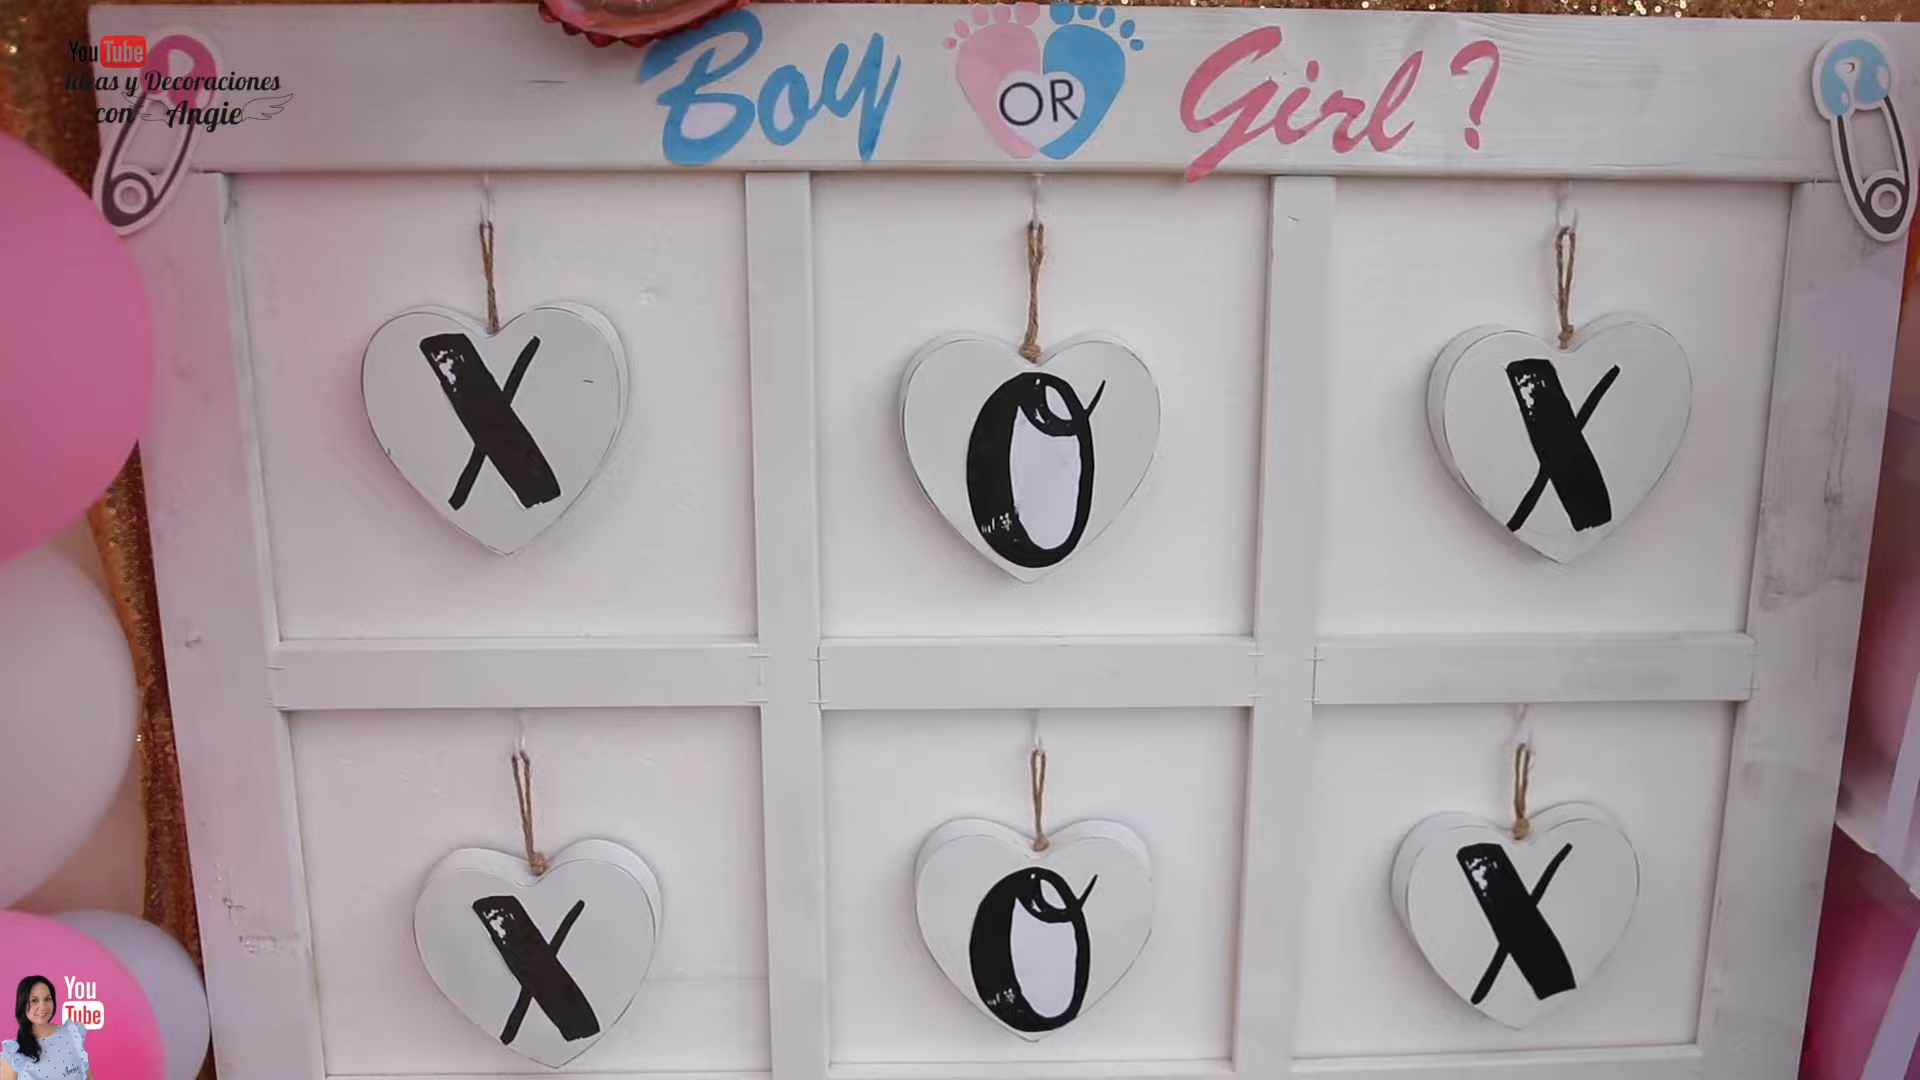 YouTube
Ideas y Decoraciones
con Angie
Boy OR Girl?
X O X
X O X
You
Tube